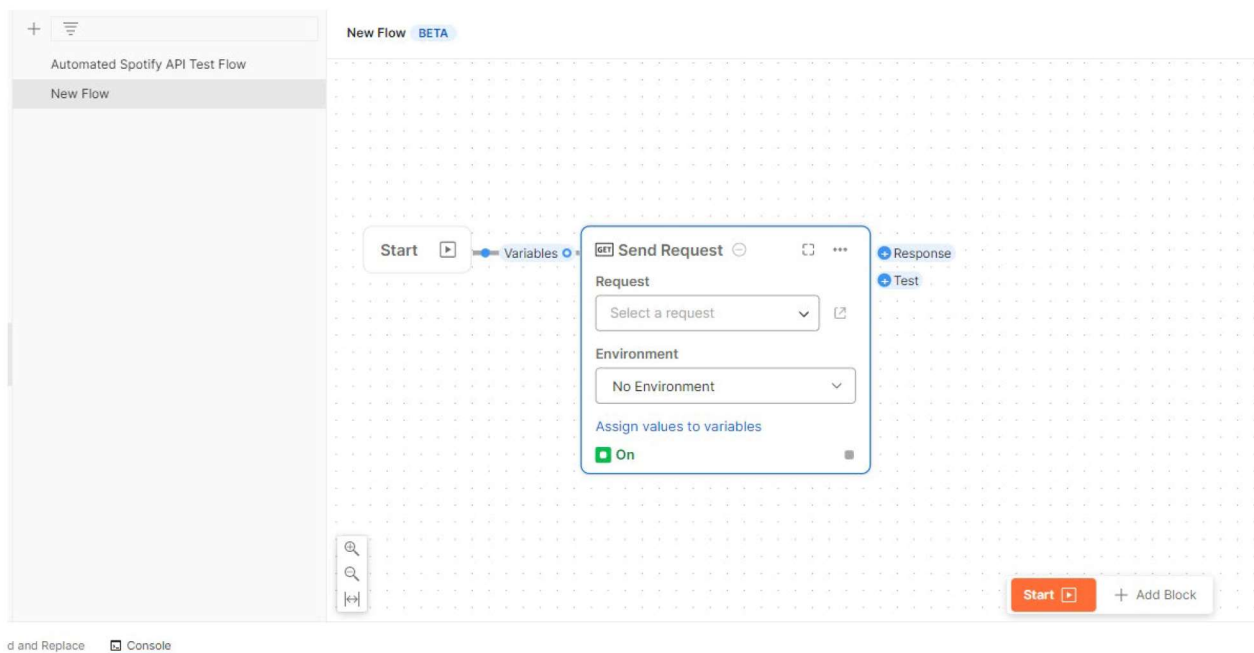 New Flow BETA
Automated Spotify API Test Flow
New Flow
Start
Variables
GET Send Request
Response
Test
Request
Select a request
Environment
No Environment
Assign values to variables
On
Start
Add Block
d and Replace
Console